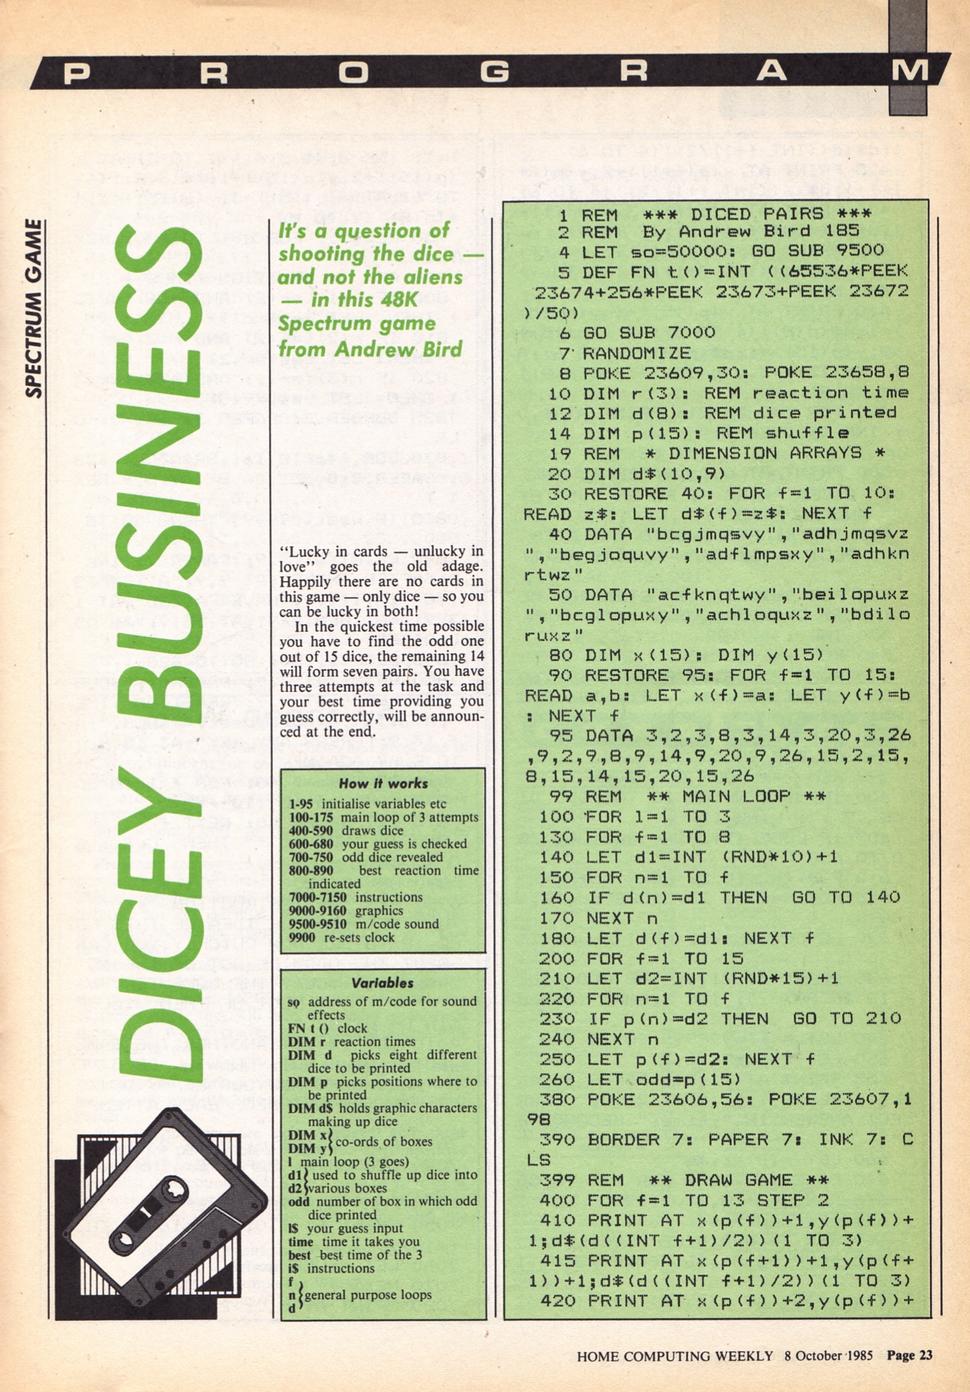 PROGRAM
SPECTRUM GAME
DICEY BUSINESS
It's a question of
shooting the dice —
and not the aliens
— in this 48K
Spectrum game
from Andrew Bird
“Lucky in cards — unlucky in
love” goes the old adage.
Happily there are no cards in
this game — only dice — so you
can be lucky in both!
In the quickest time possible
you have to find the odd one
out of 15 dice, the remaining 14
will form seven pairs. You have
three attempts at the task and
your best time providing you
guess correctly, will be announ-
ced at the end.
How it works
1-95 initialise variables etc
100-175 main loop of 3 attempts
400-590 draws dice
600-680 your guess is checked
700-750 odd dice revealed
800-890 best reaction time
indicated
7000-7150 instructions
9000-9160 graphics
9500-9510 m/code sound
9900 re-sets clock
Variables
so address of m/code for sound
effects
FN t () clock
DIM r reaction times
DIM d picks eight different
dice to be printed
DIM p picks positions where to
be printed
DIM d$ holds graphic characters
making up dice
DIM x
DIM y } co-ords of boxes
l main loop (3 goes)
d1 } used to shuffle up dice into
d2 } various boxes
odd number of box in which odd
dice printed
l$ your guess input
time time it takes you
best best time of the 3
i$ instructions
f
n } general purpose loops
d
1 REM *** DICED PAIRS ***
2 REM By Andrew Bird 185
4 LET so=50000: GO SUB 9500
5 DEF FN t()=INT ((65536*PEEK
23674+256*PEEK 23673+PEEK 23672
)/50)
6 GO SUB 7000
7 RANDOMIZE
8 POKE 23609,30: POKE 23658,8
10 DIM r(3): REM reaction time
12 DIM d(8): REM dice printed
14 DIM p(15): REM shuffle
19 REM * DIMENSION ARRAYS *
20 DIM d$(10,9)
30 RESTORE 40: FOR f=1 TO 10:
READ z$: LET d$(f)=z$: NEXT f
40 DATA "bcgjmqsvy","adhjmqsvz
","begjoquvy","adflmpsxy","adhkn
rtwz"
50 DATA "acfknqtwy","beilopuxz
","bcglopuxy","achloquxz","bdilo
ruxz"
80 DIM x(15): DIM y(15)
90 RESTORE 95: FOR f=1 TO 15:
READ a,b: LET x(f)=a: LET y(f)=b
: NEXT f
95 DATA 3,2,3,8,3,14,3,20,3,26
,9,2,9,8,9,14,9,20,9,26,15,2,15,
8,15,14,15,20,15,26
99 REM ** MAIN LOOP **
100 FOR l=1 TO 3
130 FOR f=1 TO 8
140 LET d1=INT (RND*10)+1
150 FOR n=1 TO f
160 IF d(n)=d1 THEN GO TO 140
170 NEXT n
180 LET d(f)=d1: NEXT f
200 FOR f=1 TO 15
210 LET d2=INT (RND*15)+1
220 FOR n=1 TO f
230 IF p(n)=d2 THEN GO TO 210
240 NEXT n
250 LET p(f)=d2: NEXT f
260 LET odd=p(15)
380 POKE 23606,56: POKE 23607,1
98
390 BORDER 7: PAPER 7: INK 7: C
LS
399 REM ** DRAW GAME **
400 FOR f=1 TO 13 STEP 2
410 PRINT AT x(p(f))+1,y(p(f))+
1;d$(d((INT f+1)/2))(1 TO 3)
415 PRINT AT x(p(f+1))+1,y(p(f+
1))+1;d$(d((INT f+1)/2))(1 TO 3)
420 PRINT AT x(p(f))+2,y(p(f))+
HOME COMPUTING WEEKLY 8 October 1985 Page 23